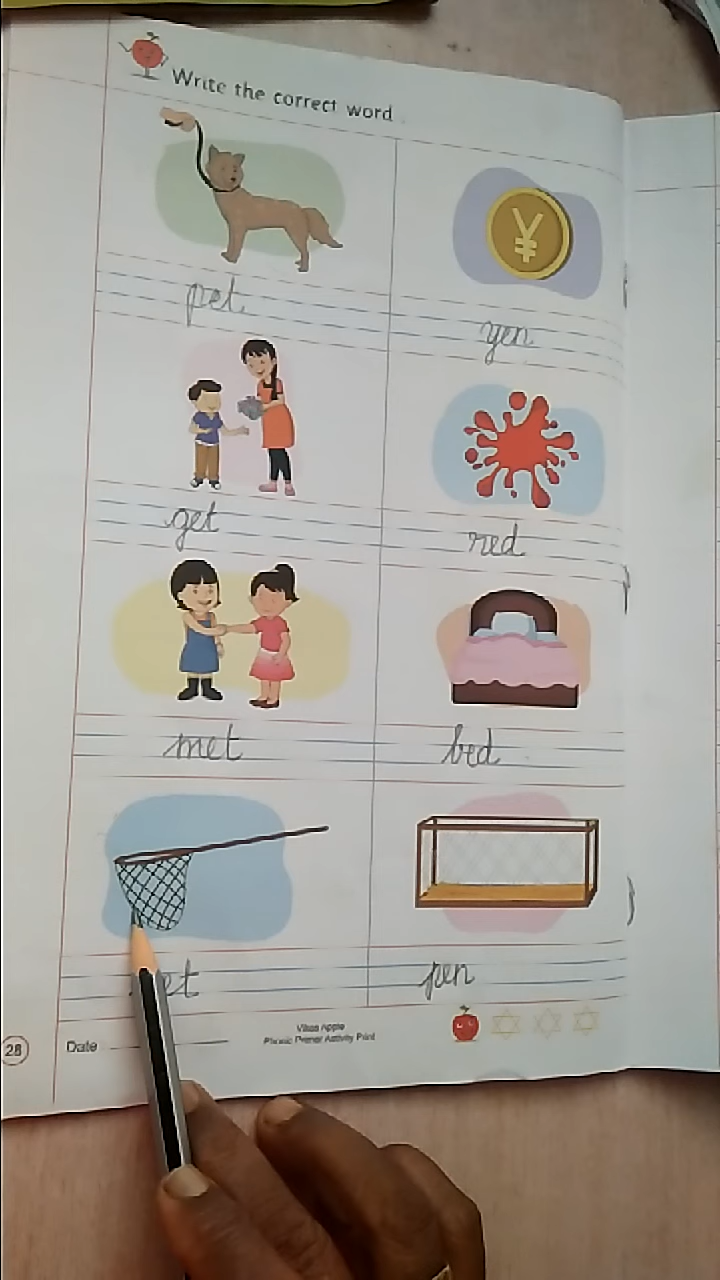 Write the correct word
¥
pet
yen
get
red
met
bed
pen
28
Date
Vikas Apple
Phonic Primer Activity Print